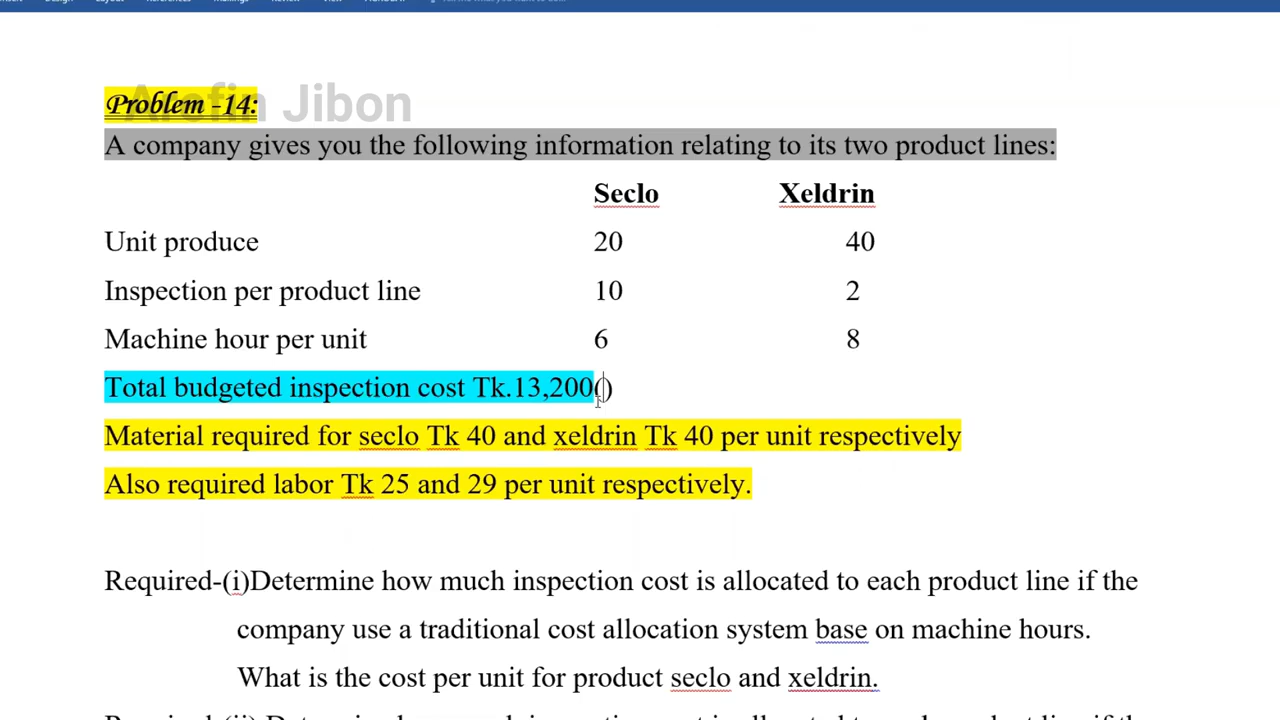 Arefin Jibon
Problem -14:
A company gives you the following information relating to its two product lines:
Seclo Xeldrin
Unit produce 20 40
Inspection per product line 10 2
Machine hour per unit 6 8
Total budgeted inspection cost Tk.13,200()
Material required for seclo Tk 40 and xeldrin Tk 40 per unit respectively
Also required labor Tk 25 and 29 per unit respectively.
Required-(i)Determine how much inspection cost is allocated to each product line if the
company use a traditional cost allocation system base on machine hours.
What is the cost per unit for product seclo and xeldrin.